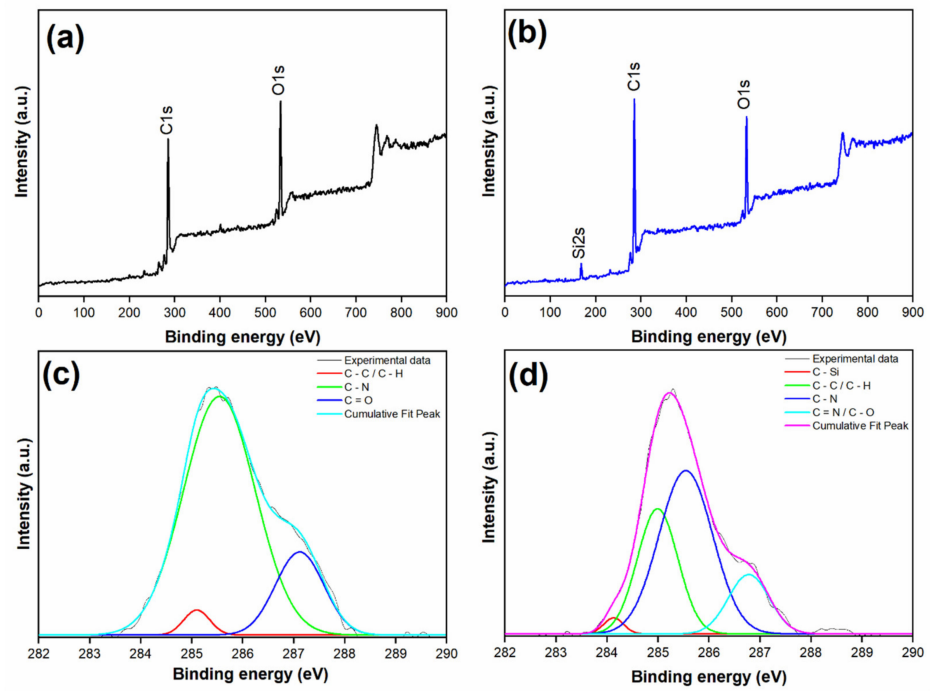 (a)
C1s
O1s
Intensity (a.u.)
0 100 200 300 400 500 600 700 800 900
Binding energy (eV)
(b)
Si2s
C1s
O1s
Intensity (a.u.)
0 100 200 300 400 500 600 700 800 900
Binding energy (eV)
(c)
Experimental data
C - C / C - H
C - N
C = O
Cumulative Fit Peak
Intensity (a.u.)
282 283 284 285 286 287 288 289 290
Binding energy (eV)
(d)
Experimental data
C - Si
C - C / C - H
C - N
C = N / C - O
Cumulative Fit Peak
Intensity (a.u.)
282 283 284 285 286 287 288 289 290
Binding energy (eV)